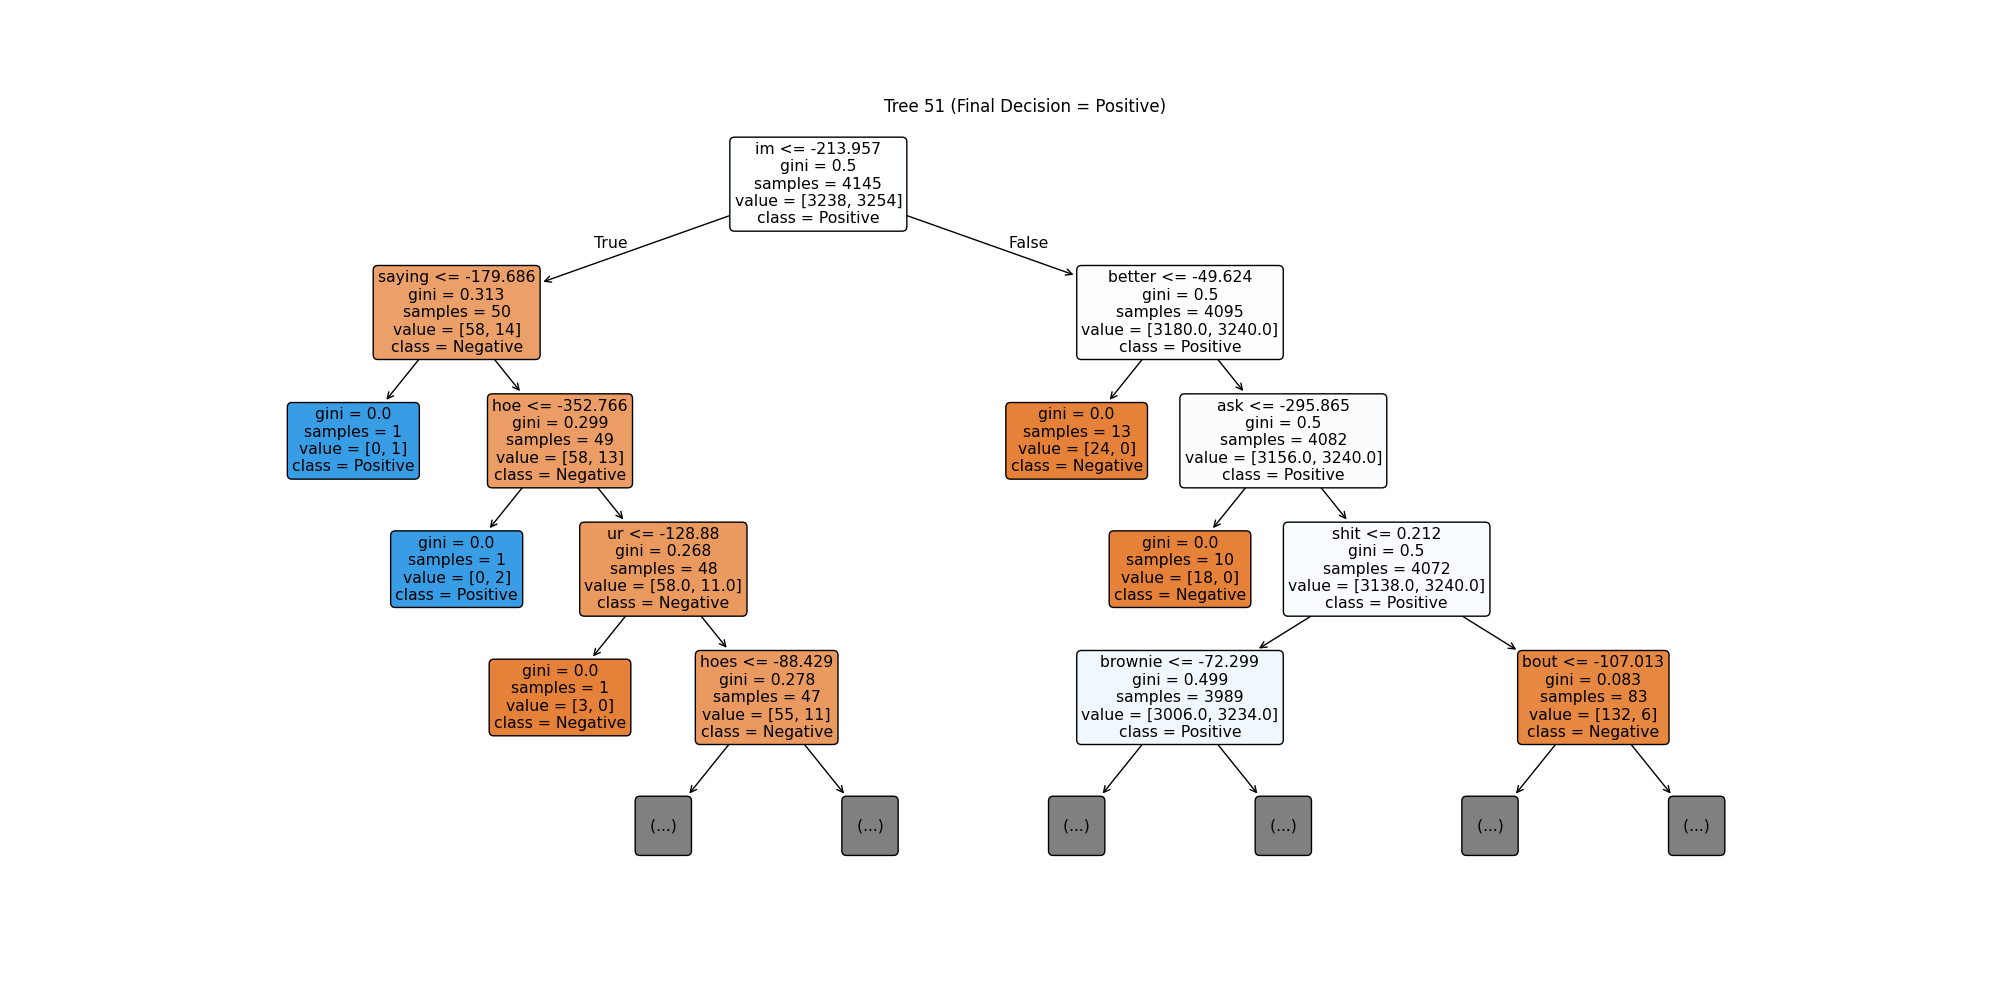 Tree 51 (Final Decision = Positive)
im <= -213.957
gini = 0.5
samples = 4145
value = [3238, 3254]
class = Positive
True
False
saying <= -179.686
gini = 0.313
samples = 50
value = [58, 14]
class = Negative
better <= -49.624
gini = 0.5
samples = 4095
value = [3180.0, 3240.0]
class = Positive
gini = 0.0
samples = 1
value = [0, 1]
class = Positive
hoe <= -352.766
gini = 0.299
samples = 49
value = [58, 13]
class = Negative
gini = 0.0
samples = 13
value = [24, 0]
class = Negative
ask <= -295.865
gini = 0.5
samples = 4082
value = [3156.0, 3240.0]
class = Positive
gini = 0.0
samples = 1
value = [0, 2]
class = Positive
ur <= -128.88
gini = 0.268
samples = 48
value = [58.0, 11.0]
class = Negative
gini = 0.0
samples = 10
value = [18, 0]
class = Negative
shit <= 0.212
gini = 0.5
samples = 4072
value = [3138.0, 3240.0]
class = Positive
gini = 0.0
samples = 1
value = [3, 0]
class = Negative
hoes <= -88.429
gini = 0.278
samples = 47
value = [55, 11]
class = Negative
brownie <= -72.299
gini = 0.499
samples = 3989
value = [3006.0, 3234.0]
class = Positive
bout <= -107.013
gini = 0.083
samples = 83
value = [132, 6]
class = Negative
(...)
(...)
(...)
(...)
(...)
(...)